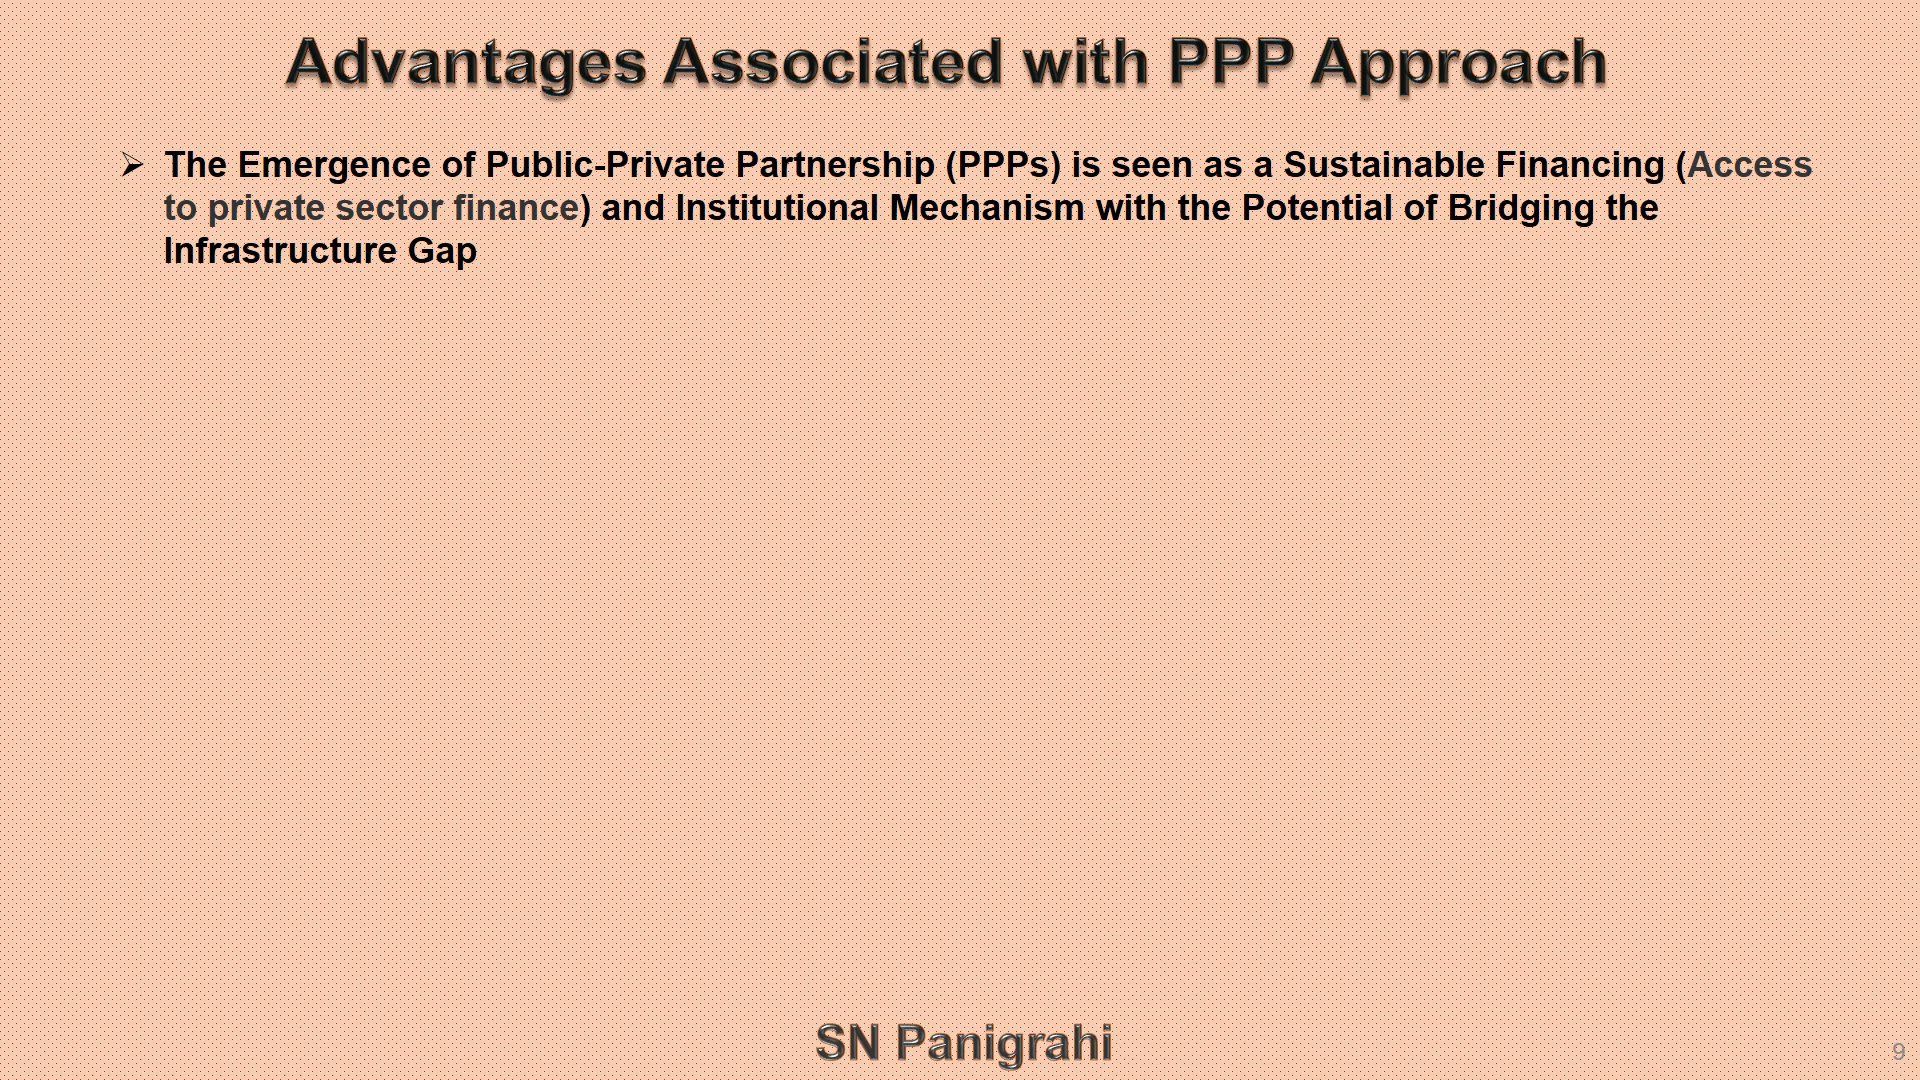 Advantages Associated with PPP Approach
➢ The Emergence of Public-Private Partnership (PPPs) is seen as a Sustainable Financing (Access
to private sector finance) and Institutional Mechanism with the Potential of Bridging the
Infrastructure Gap
SN Panigrahi
9